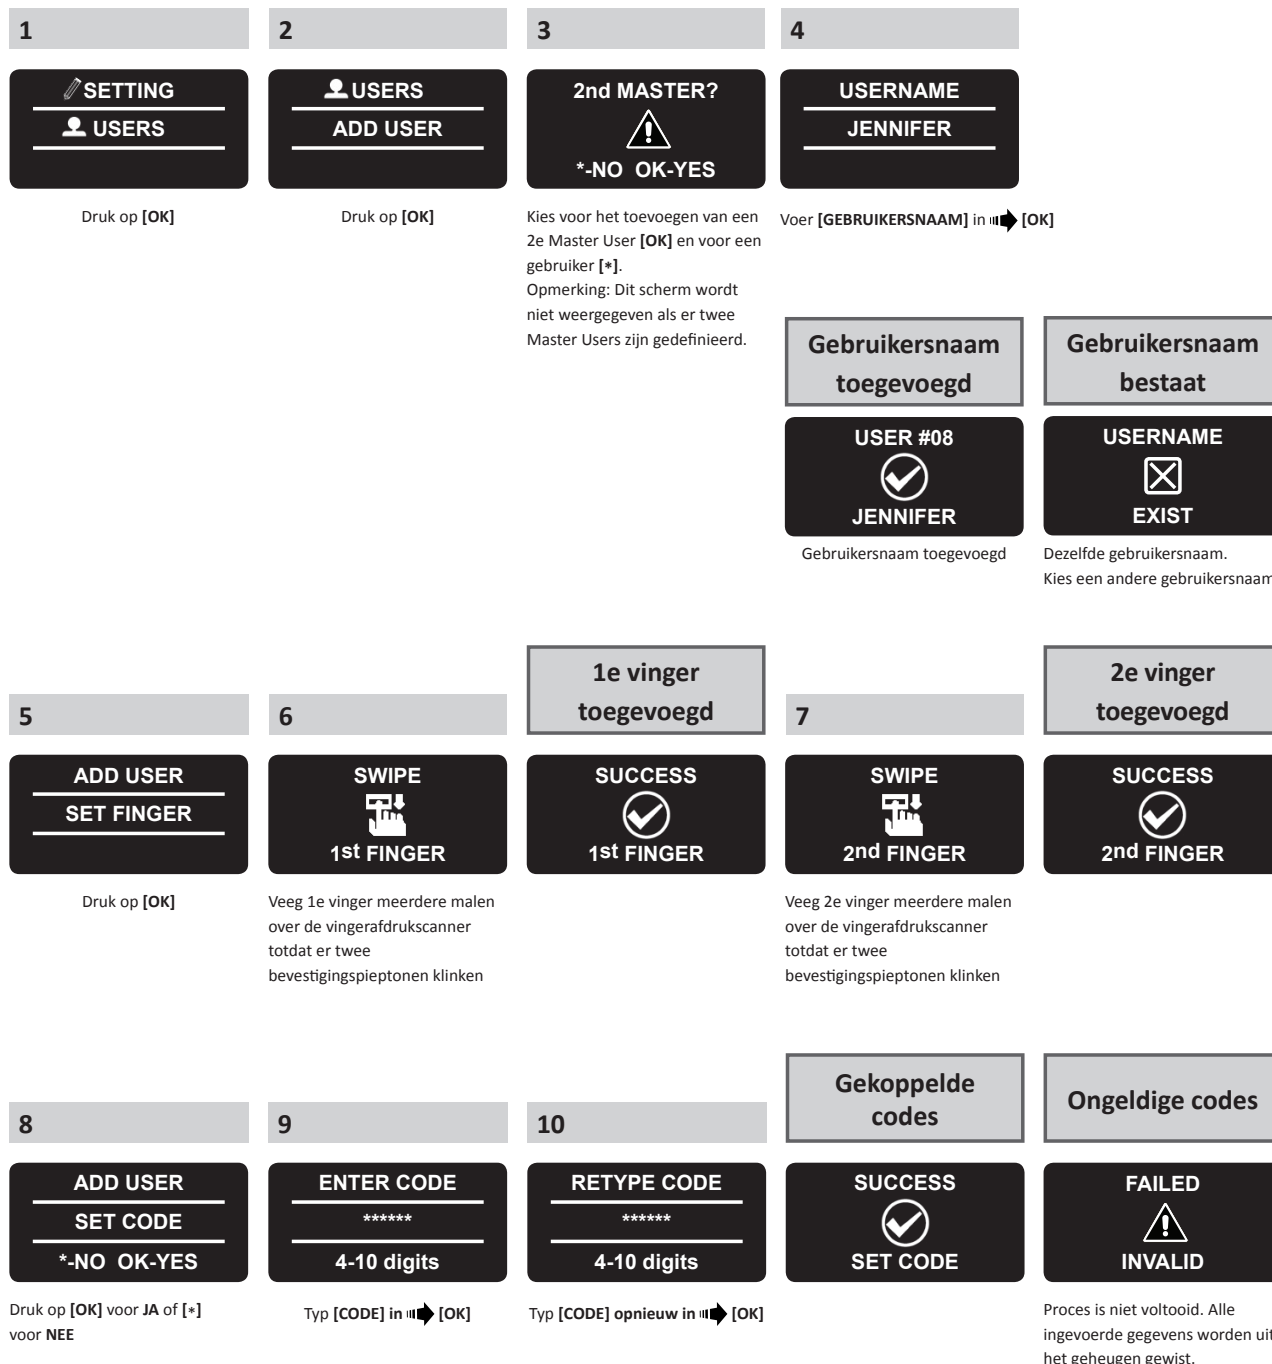 1
2
3
4
SETTING
USERS
USERS
ADD USER
2nd MASTER?
*-NO OK-YES
USERNAME
JENNIFER
Druk op [OK]
Druk op [OK]
Kies voor het toevoegen van een
2e Master User [OK] en voor een
gebruiker [*].
Opmerking: Dit scherm wordt
niet weergegeven als er twee
Master Users zijn gedefinieerd.
Voer [GEBRUIKERSNAAM] in [OK]
Gebruikersnaam
toegevoegd
USER #08
JENNIFER
Gebruikersnaam toegevoegd
Gebruikersnaam
bestaat
USERNAME
EXIST
Dezelfde gebruikersnaam.
Kies een andere gebruikersnaam
5
6
1e vinger
toegevoegd
7
2e vinger
toegevoegd
ADD USER
SET FINGER
SWIPE
1st FINGER
SUCCESS
1st FINGER
SWIPE
2nd FINGER
SUCCESS
2nd FINGER
Druk op [OK]
Veeg 1e vinger meerdere malen
over de vingerafdrukscanner
totdat er twee
bevestigingspieptonen klinken
Veeg 2e vinger meerdere malen
over de vingerafdrukscanner
totdat er twee
bevestigingspieptonen klinken
8
9
10
Gekoppelde
codes
Ongeldige codes
ADD USER
SET CODE
*-NO OK-YES
ENTER CODE
******
4-10 digits
RETYPE CODE
******
4-10 digits
SUCCESS
SET CODE
FAILED
INVALID
Druk op [OK] voor JA of [*]
voor NEE
Typ [CODE] in [OK]
Typ [CODE] opnieuw in [OK]
Proces is niet voltooid. Alle
ingevoerde gegevens worden uit
het geheugen gewist.